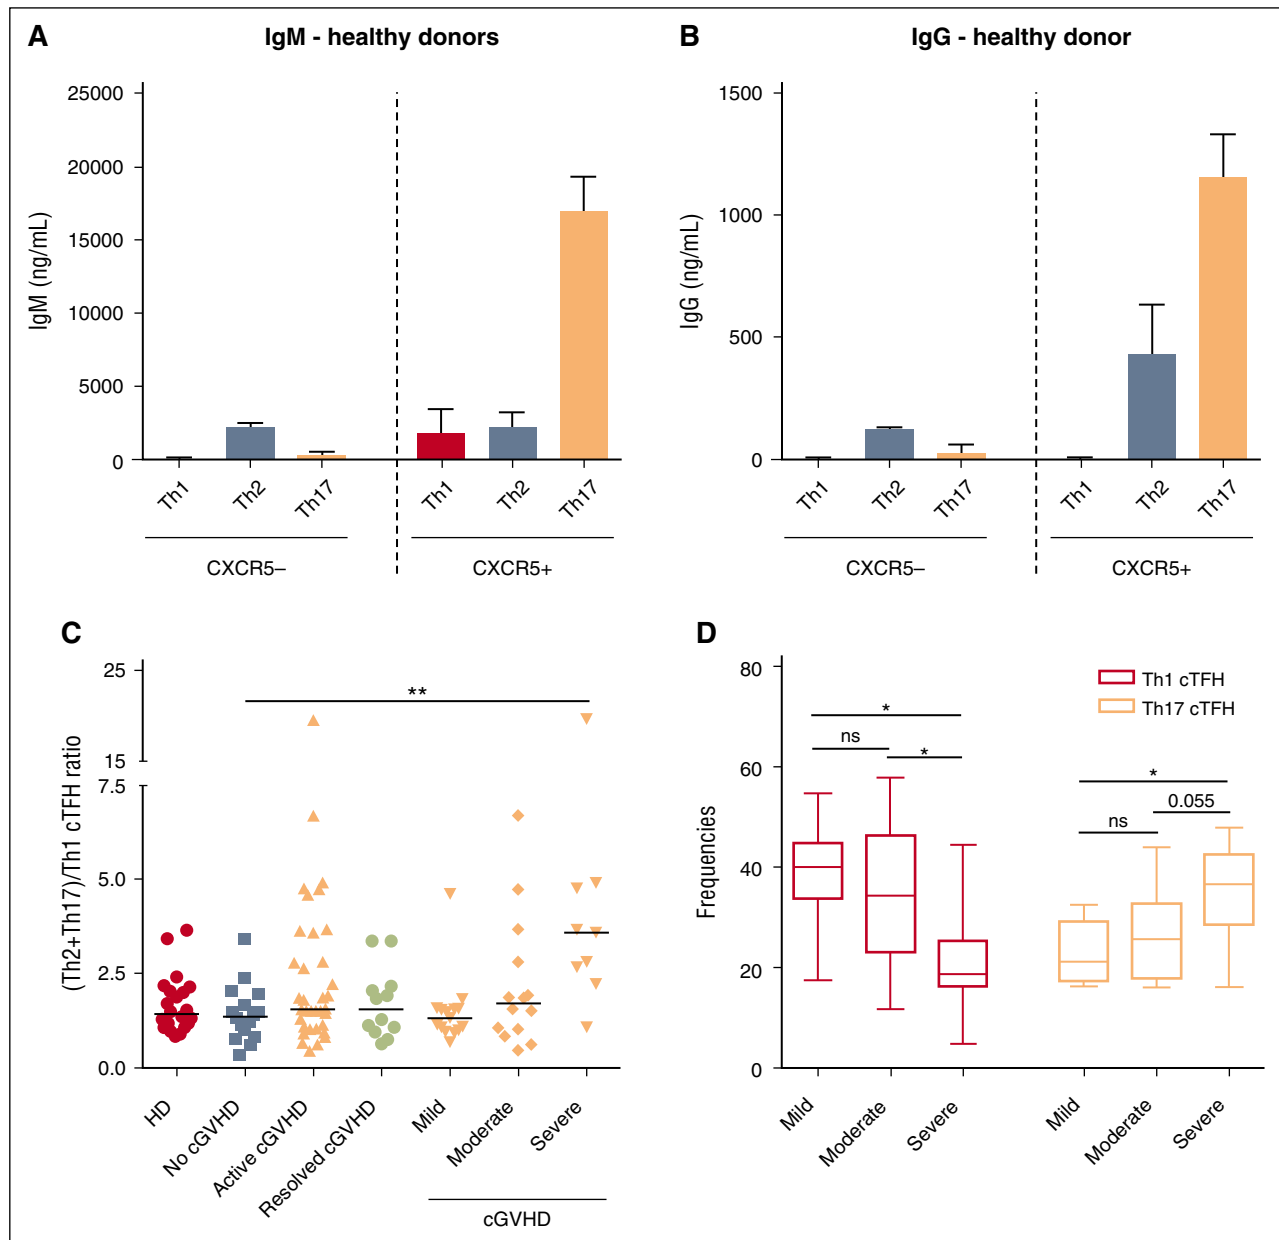 A
IgM - healthy donors
IgM (ng/mL)
25000
20000
15000
10000
5000
0
Th1
Th2
Th17
Th1
Th2
Th17
CXCR5–
CXCR5+
B
IgG - healthy donor
IgG (ng/mL)
1500
1000
500
0
Th1
Th2
Th17
Th1
Th2
Th17
CXCR5–
CXCR5+
C
(Th2+Th17)/Th1 cTFH ratio
25
15
7.5
5.0
2.5
0.0
**
HD
No cGVHD
Active cGVHD
Resolved cGVHD
Mild
Moderate
Severe
cGVHD
D
Frequencies
80
60
40
20
0
Th1 cTFH
Th17 cTFH
*
ns
*
*
0.055
ns
Mild
Moderate
Severe
Mild
Moderate
Severe